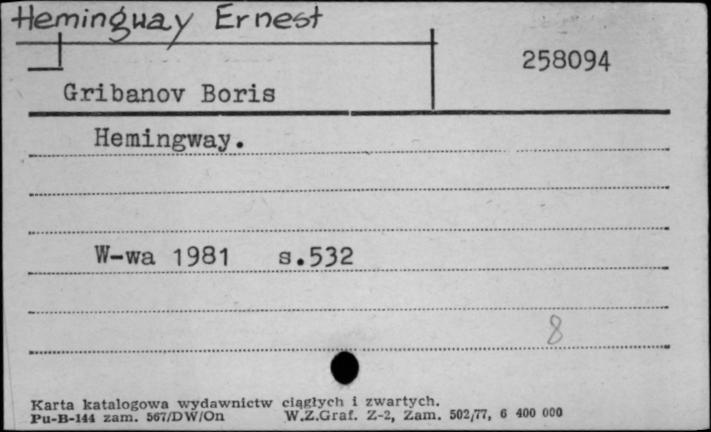 Hemingway Ernest
258094
Gribanov Boris
Hemingway.
W-wa 1981 s.532
8
Karta katalogowa wydawnictw ciągłych i zwartych.
Pu-B-144 zam. 567/DW/On W.Z.Graf. Z-2, Zam. 502/77, 6 400 000